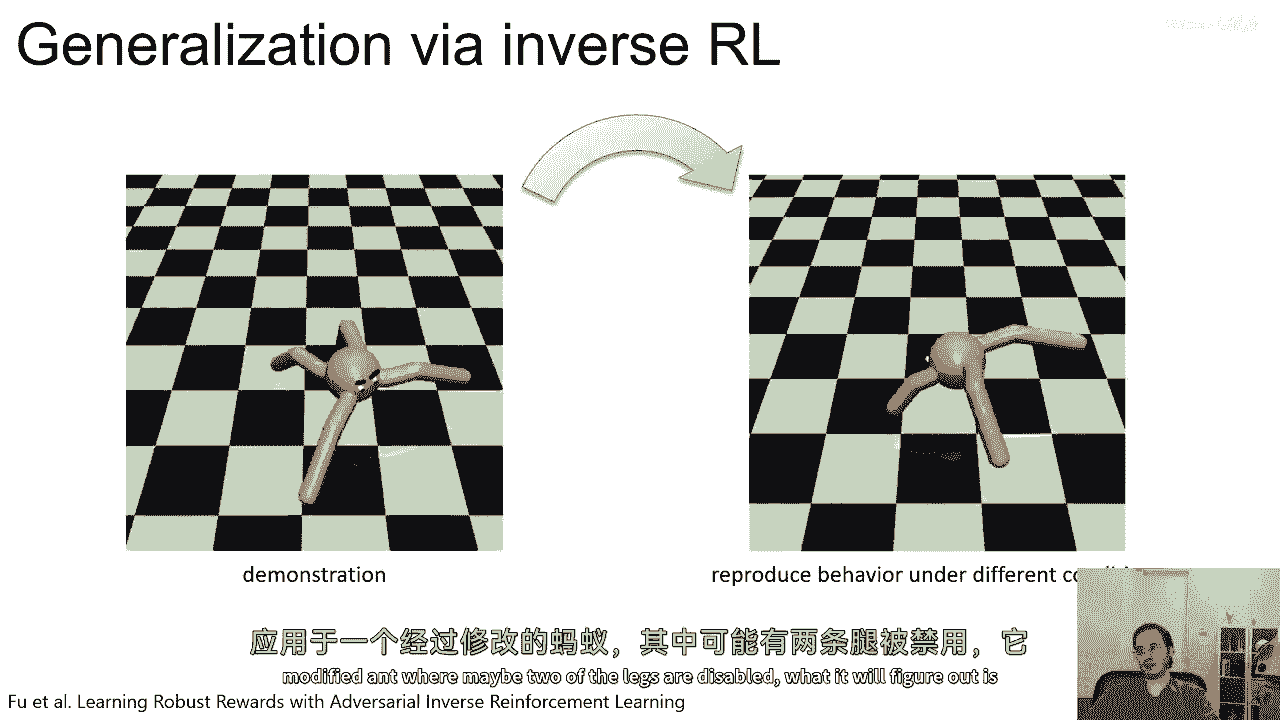 Generalization via inverse RL
demonstration
reproduce behavior under different
应用于一个经过修改的蚂蚁，其中可能有两条腿被禁用，它
modified ant where maybe two of the legs are disabled, what it will figure out is
Fu et al. Learning Robust Rewards with Adversarial Inverse Reinforcement Learning